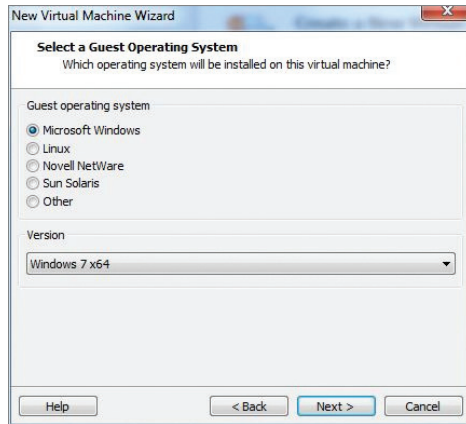 New Virtual Machine Wizard
Select a Guest Operating System
Which operating system will be installed on this virtual machine?
Guest operating system
Microsoft Windows
Linux
Novell NetWare
Sun Solaris
Other
Version
Windows 7 x64
Help
< Back
Next >
Cancel